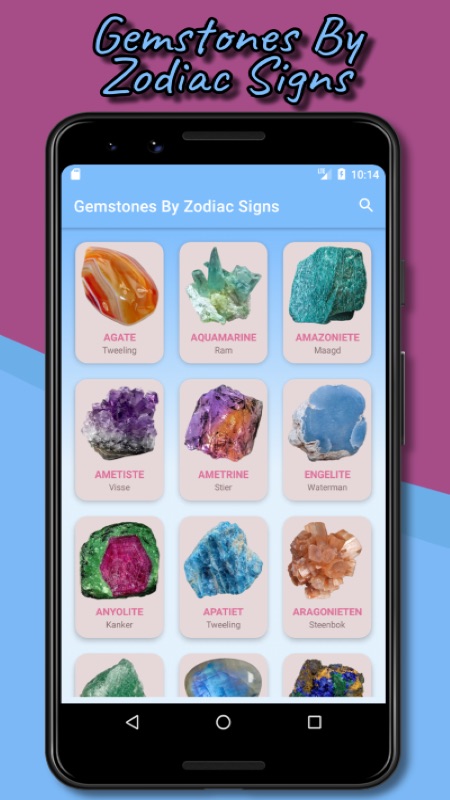 Gemstones By
Zodiac Signs
10:14
Gemstones By Zodiac Signs
AGATE
Tweeling
AQUAMARINE
Ram
AMAZONIETE
Maagd
AMETISTE
Visse
AMETRINE
Stier
ENGELITE
Waterman
ANYOLITE
Kanker
APATIET
Tweeling
ARAGONIETEN
Steenbok